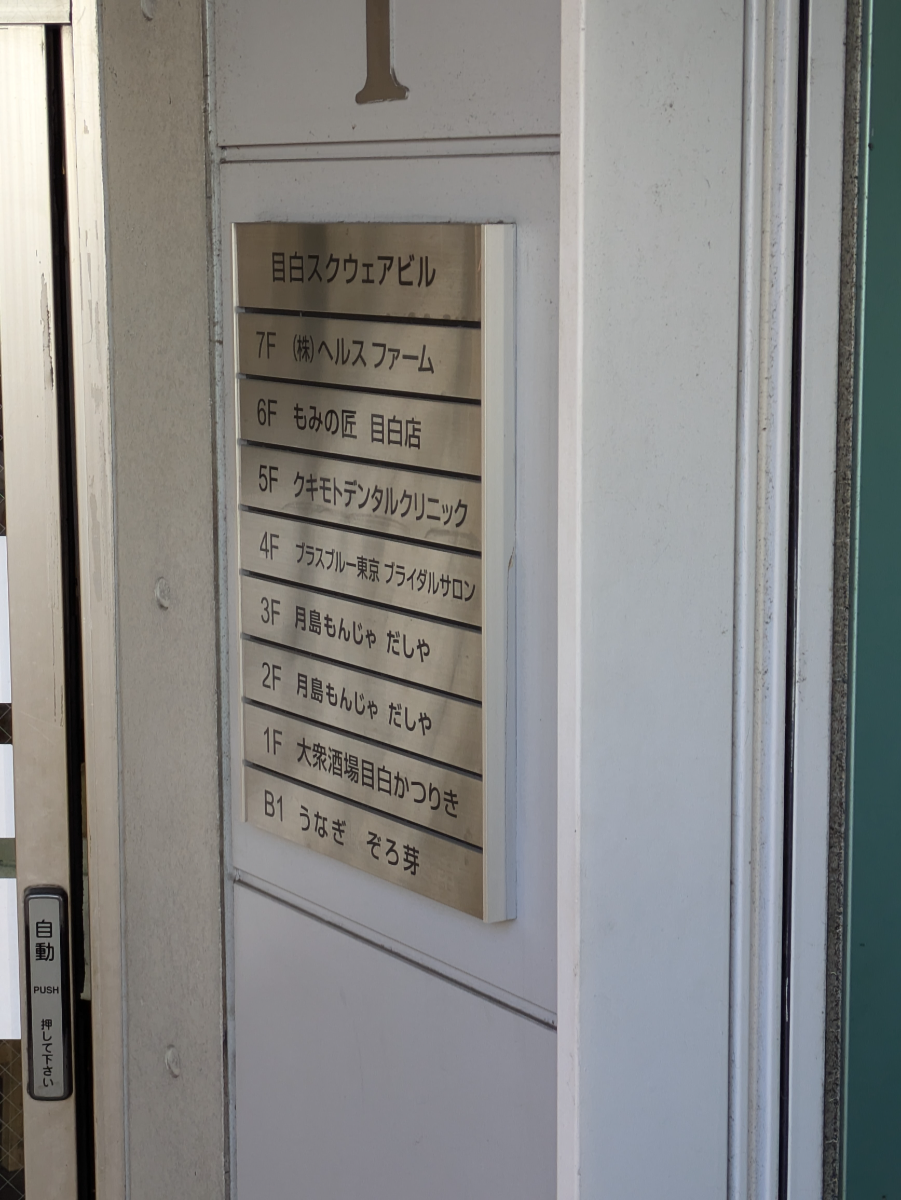 I
目白スクウェアビル
7F (株)ヘルスファーム
6F もみの匠 目白店
5F クキモトデンタルクリニック
4F プラスブルー東京 ブライダルサロン
3F 月島もんじゃ だしや
2F 月島もんじゃ だしや
1F 大衆酒場目白かつりき
B1 うなぎ ぞろ芽
自動
PUSH
押して下さい